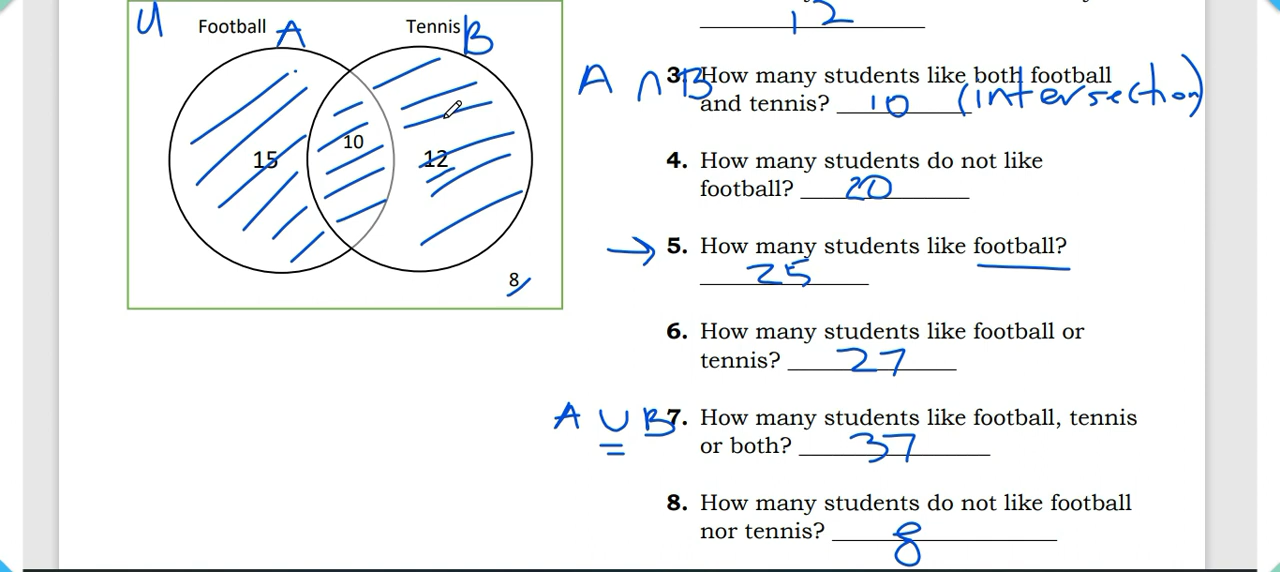 U Football A Tennis B
15 10 12
8
12
A ∩ B 3. How many students like both football
and tennis? 10 (intersection)
4. How many students do not like
football? 20
→ 5. How many students like football?
25
6. How many students like football or
tennis? 27
A ∪ B 7. How many students like football, tennis
or both? 37
8. How many students do not like football
nor tennis? 8